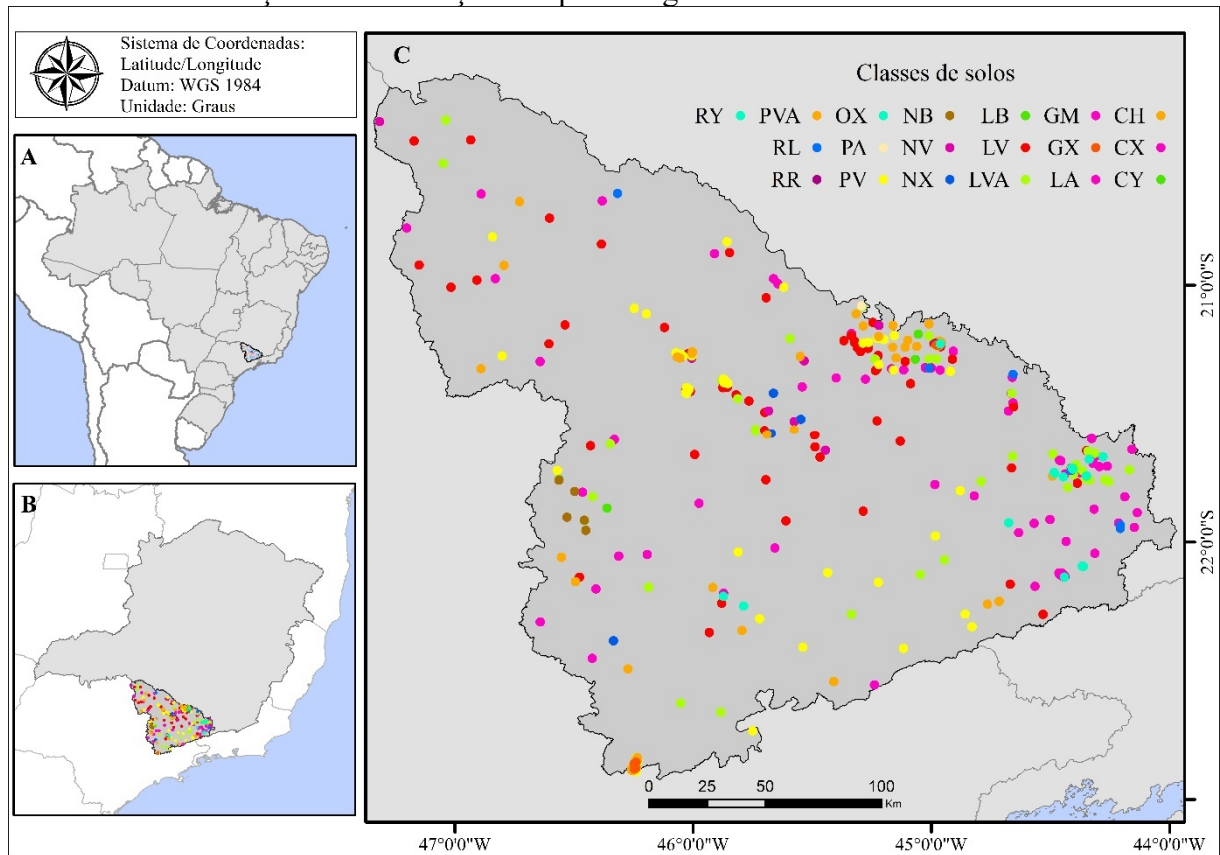 Sistema de Coordenadas:
Latitude/Longitude
Datum: WGS 1984
Unidade: Graus
A
B
C
Classes de solos
RY PVA OX NB LB GM CH
RL PA NV LV GX CX
RR PV NX LVA LA CY
21°0'0"S
22°0'0"S
0 25 50 100
Km
47°0'0"W 46°0'0"W 45°0'0"W 44°0'0"W